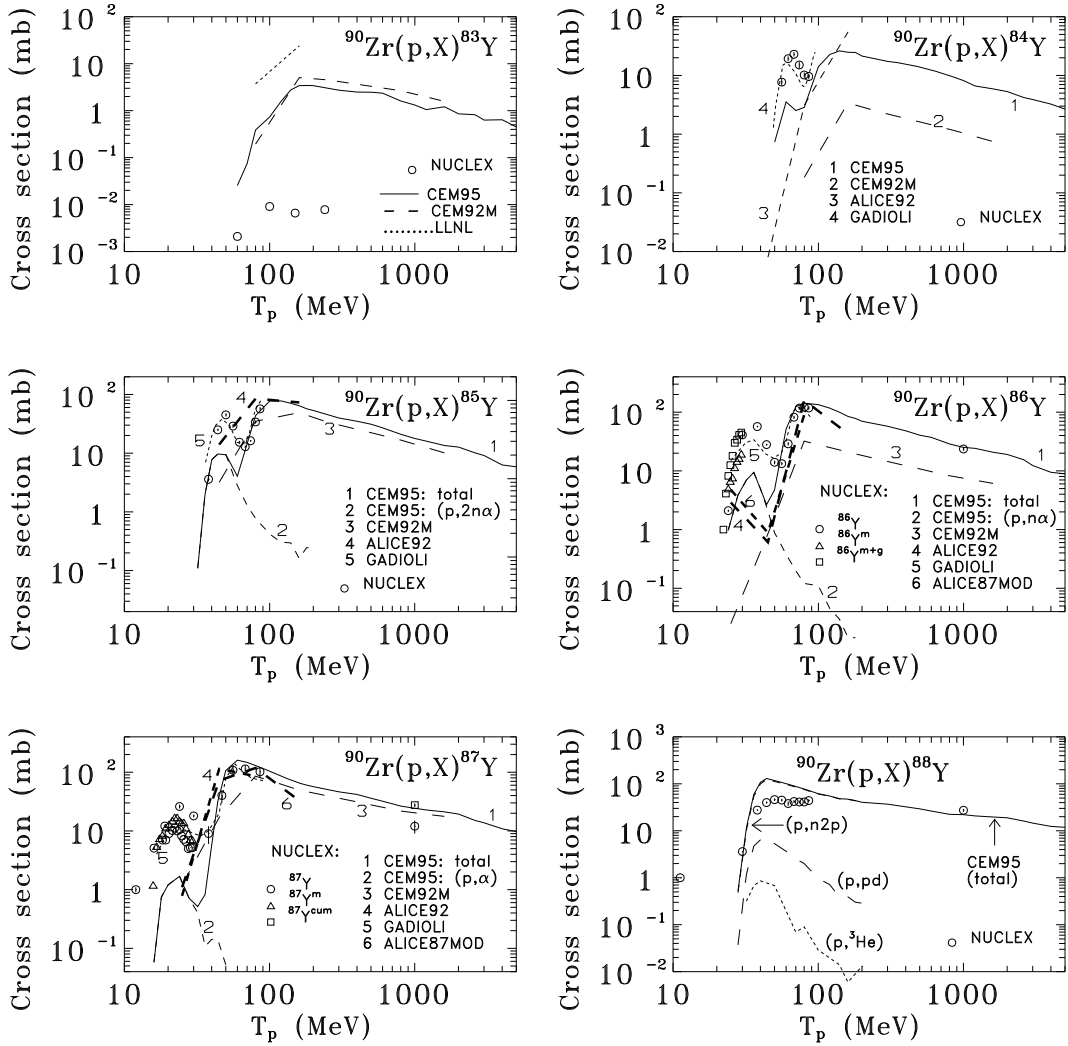 ⁹⁰Zr(p,X)⁸³Y
Cross section (mb)
10 ²
10
1
10 ⁻¹
10 ⁻²
10 ⁻³
NUCLEX
CEM95
CEM92M
LLNL
10 100 1000
Tₚ (MeV)
⁹⁰Zr(p,X)⁸⁴Y
Cross section (mb)
10 ²
10
1
10 ⁻¹
10 ⁻²
4
1
2
3
1 CEM95
2 CEM92M
3 ALICE92
4 GADIOLI
NUCLEX
10 100 1000
Tₚ (MeV)
⁹⁰Zr(p,X)⁸⁵Y
Cross section (mb)
10 ²
10
1
10 ⁻¹
4
5
3
1
2
1 CEM95: total
2 CEM95: (p,2nα)
3 CEM92M
4 ALICE92
5 GADIOLI
NUCLEX
10 100 1000
Tₚ (MeV)
⁹⁰Zr(p,X)⁸⁶Y
Cross section (mb)
10 ²
10
1
10 ⁻¹
5
3
1
6
4
2
NUCLEX:
⁸⁶Y
⁸⁶Yᵐ
⁸⁶Yᵐ⁺ᵍ
1 CEM95: total
2 CEM95: (p,nα)
3 CEM92M
4 ALICE92
5 GADIOLI
6 ALICE87MOD
10 100 1000
Tₚ (MeV)
⁹⁰Zr(p,X)⁸⁷Y
Cross section (mb)
10 ²
10
1
10 ⁻¹
4
6
3
1
5
2
NUCLEX:
⁸⁷Y
⁸⁷Yᵐ
⁸⁷Yᶜᵘᵐ
1 CEM95: total
2 CEM95: (p,α)
3 CEM92M
4 ALICE92
5 GADIOLI
6 ALICE87MOD
10 100 1000
Tₚ (MeV)
⁹⁰Zr(p,X)⁸⁸Y
Cross section (mb)
10 ³
10 ²
10
1
10 ⁻¹
10 ⁻²
(p,n2p)
CEM95
(total)
(p,pd)
(p,³He)
NUCLEX
10 100 1000
Tₚ (MeV)